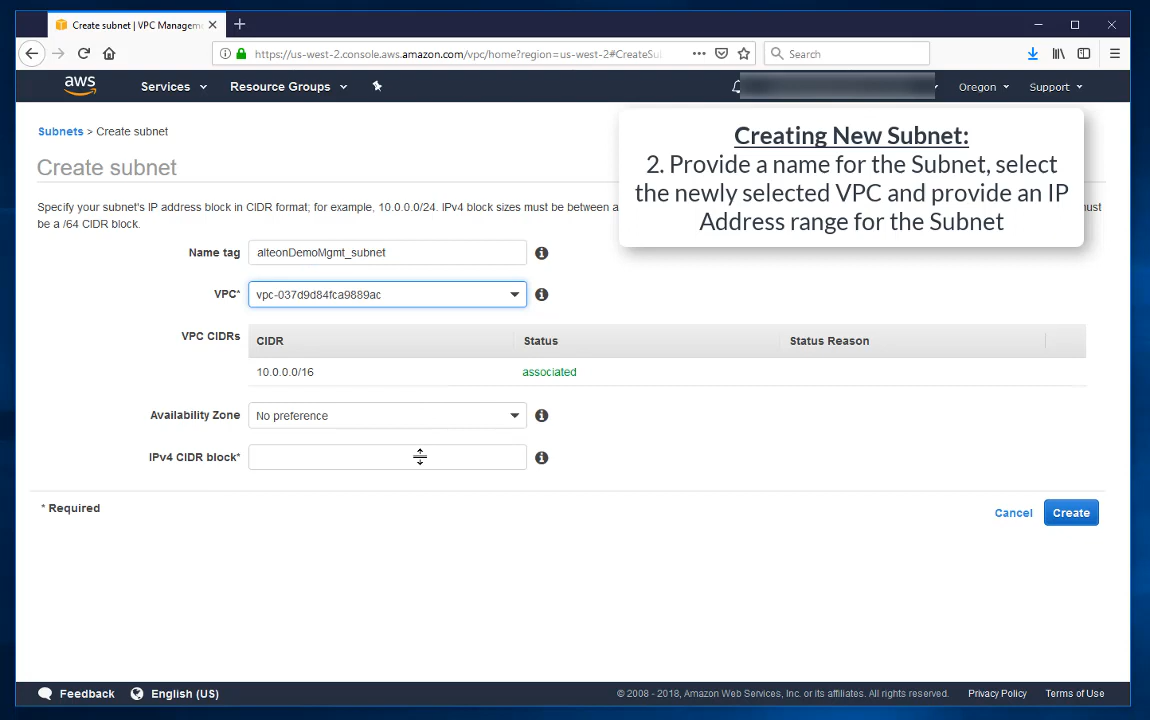 Create subnet | VPC Managem
https://us-west-2.console.aws.amazon.com/vpc/home?region=us-west-2#CreateSu
Search
aws
Services
Resource Groups
Oregon
Support
Subnets > Create subnet
Create subnet
Creating New Subnet:
2. Provide a name for the Subnet, select
the newly selected VPC and provide an IP
Address range for the Subnet
Specify your subnet's IP address block in CIDR format; for example, 10.0.0.0/24. IPv4 block sizes must be between a
must
be a /64 CIDR block.
Name tag
alteonDemoMgmt_subnet
VPC*
vpc-037d9d84fca9889ac
VPC CIDRs
CIDR
Status
Status Reason
10.0.0.0/16
associated
Availability Zone
No preference
IPv4 CIDR block*
* Required
Cancel
Create
Feedback
English (US)
© 2008 - 2018, Amazon Web Services, Inc. or its affiliates. All rights reserved.
Privacy Policy
Terms of Use